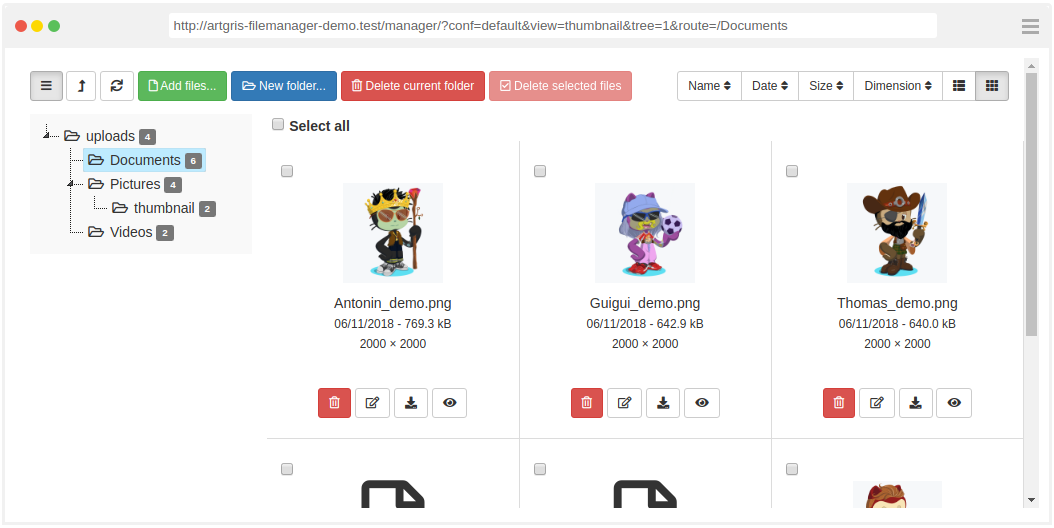 http://artgris-filemanager-demo.test/manager/?conf=default&view=thumbnail&tree=1&route=/Documents
Add files... New folder... Delete current folder Delete selected files Name Date Size Dimension
uploads 4
Documents 6
Pictures 4
thumbnail 2
Videos 2
Select all
Antonin_demo.png
06/11/2018 - 769.3 kB
2000 × 2000
Guigui_demo.png
06/11/2018 - 642.9 kB
2000 × 2000
Thomas_demo.png
06/11/2018 - 640.0 kB
2000 × 2000